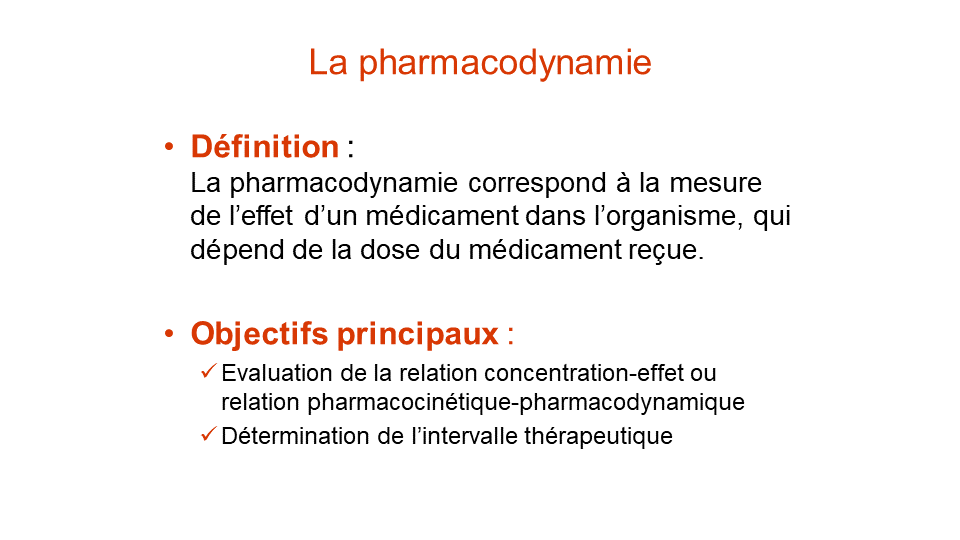 La pharmacodynamie
• Définition :
La pharmacodynamie correspond à la mesure
de l’effet d’un médicament dans l’organisme, qui
dépend de la dose du médicament reçue.
• Objectifs principaux :
✓ Evaluation de la relation concentration-effet ou
relation pharmacocinétique-pharmacodynamique
✓ Détermination de l’intervalle thérapeutique